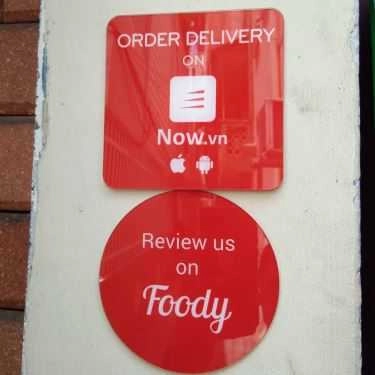 ORDER DELIVERY
ON
Now.vn
Review us
on
Foody